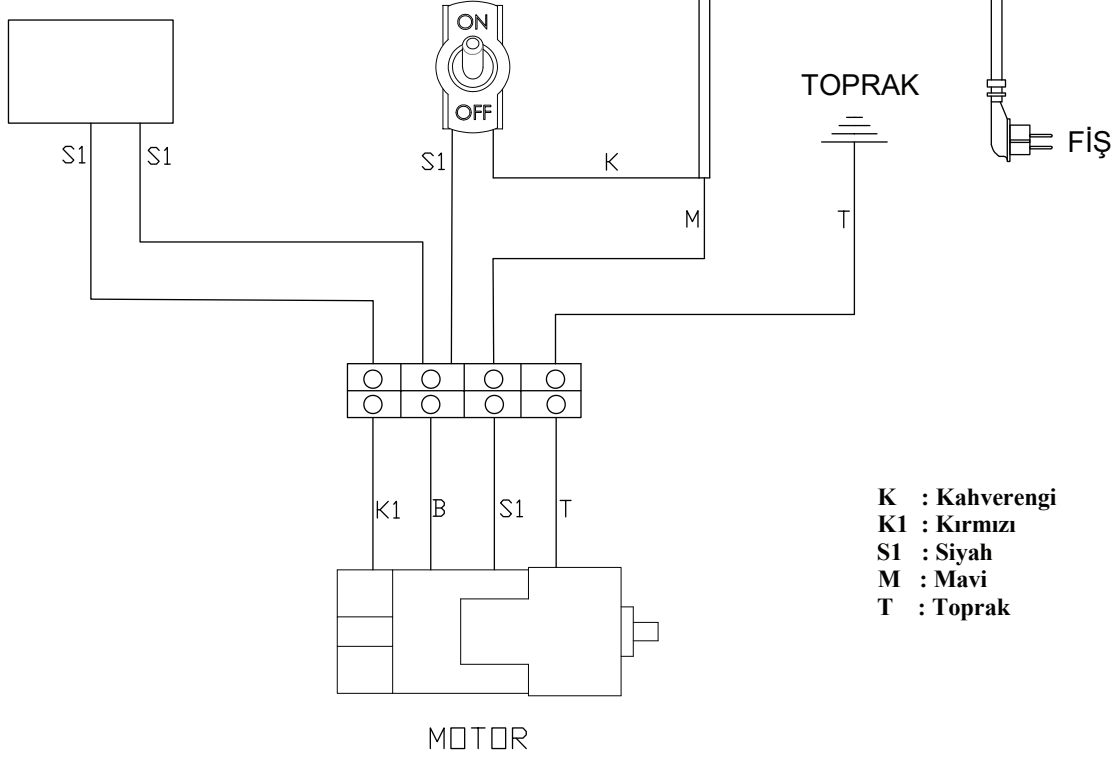 ON
OFF
TOPRAK
FİŞ
S1
S1
S1
K
M
T
K1
B
S1
T
K : Kahverengi
K1 : Kırmızı
S1 : Siyah
M : Mavi
T : Toprak
MOTOR